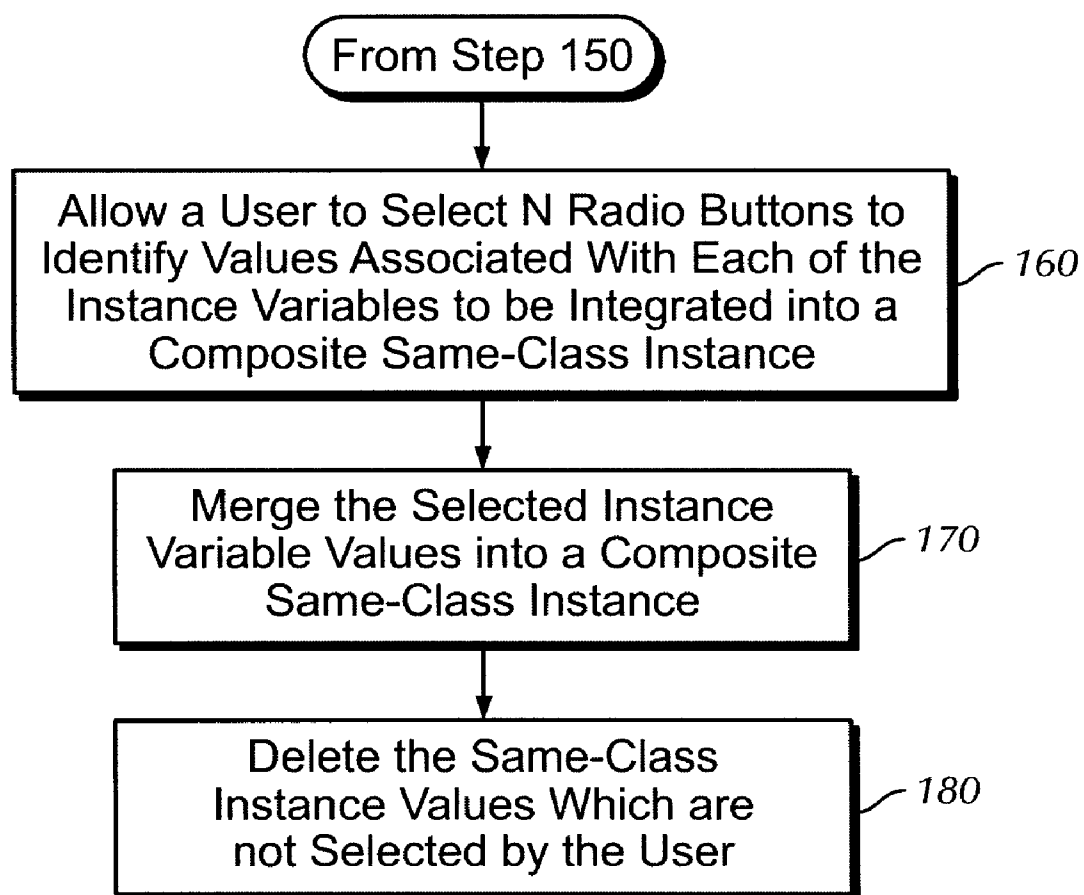 From Step 150
Allow a User to Select N Radio Buttons to
Identify Values Associated With Each of the
Instance Variables to be Integrated into a
Composite Same-Class Instance
160
Merge the Selected Instance
Variable Values into a Composite
Same-Class Instance
170
Delete the Same-Class
Instance Values Which are
not Selected by the User
180